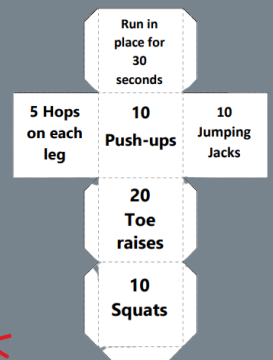 Run in
place for
30
seconds
5 Hops
on each
leg
10
Push-ups
10
Jumping
Jacks
20
Toe
raises
10
Squats